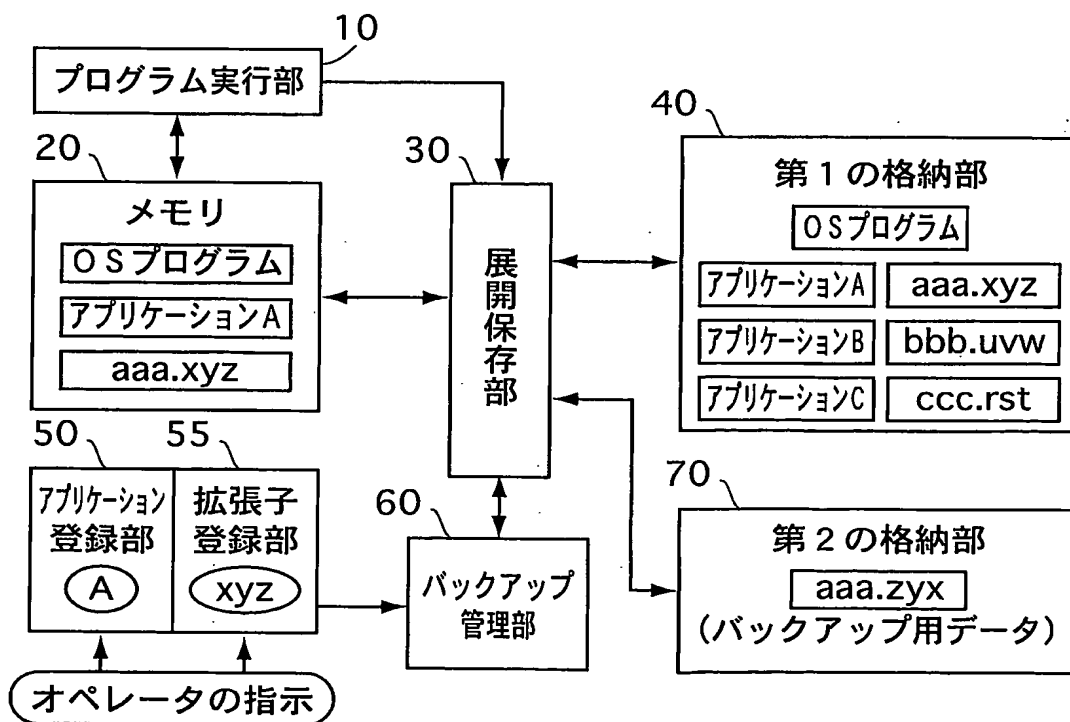 10
プログラム実行部
20
メモリ
OSプログラム
アプリケーションA
aaa.xyz
30
展開保存部
40
第1の格納部
OSプログラム
アプリケーションA
aaa.xyz
アプリケーションB
bbb.uvw
アプリケーションC
ccc.rst
50
アプリケーション
登録部
A
55
拡張子
登録部
xyz
オペレータの指示
60
バックアップ
管理部
70
第2の格納部
aaa.zyx
(バックアップ用データ)